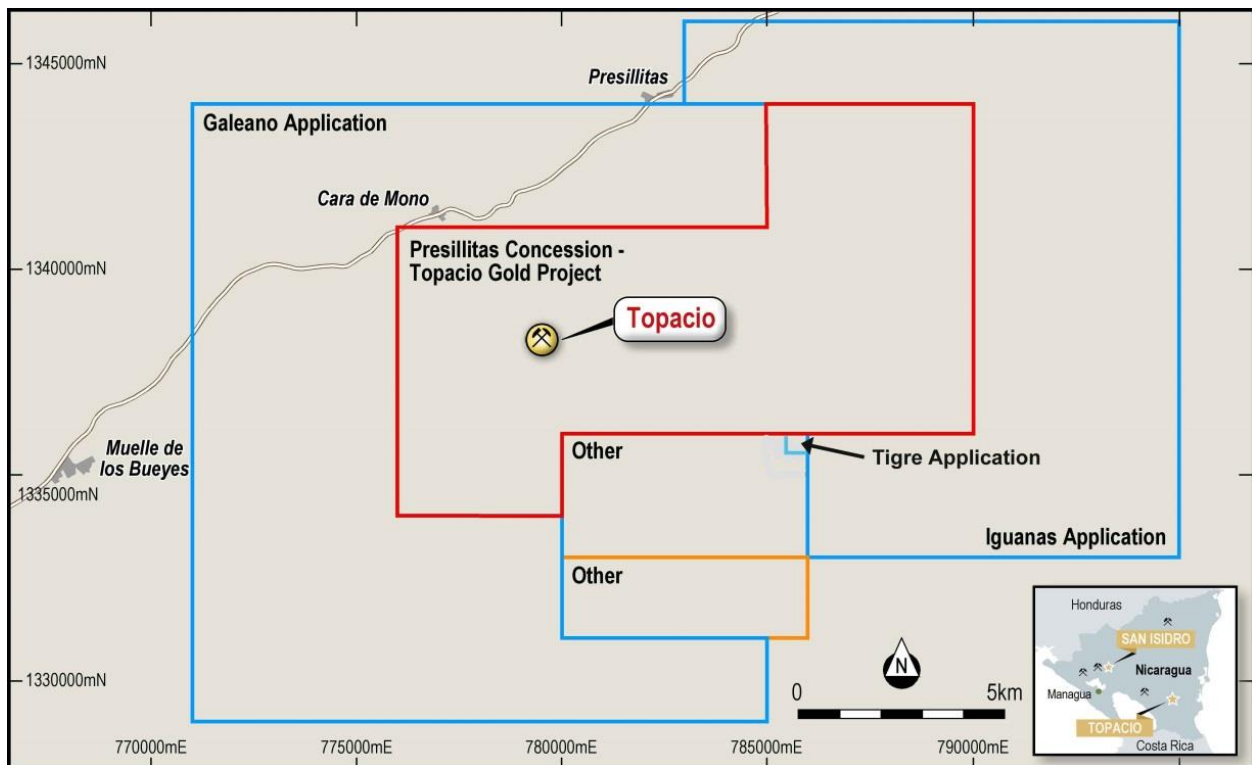 1345000mN
Presillitas
Galeano Application
Cara de Mono
Presillitas Concession -
Topacio Gold Project
1340000mN
Topacio
Muelle de
los Bueyes
Other
Tigre Application
1335000mN
Iguanas Application
Other
Honduras
SAN ISIDRO
Nicaragua
Managua
TOPACIO
Costa Rica
N
1330000mN
0 5km
770000mE 775000mE 780000mE 785000mE 790000mE